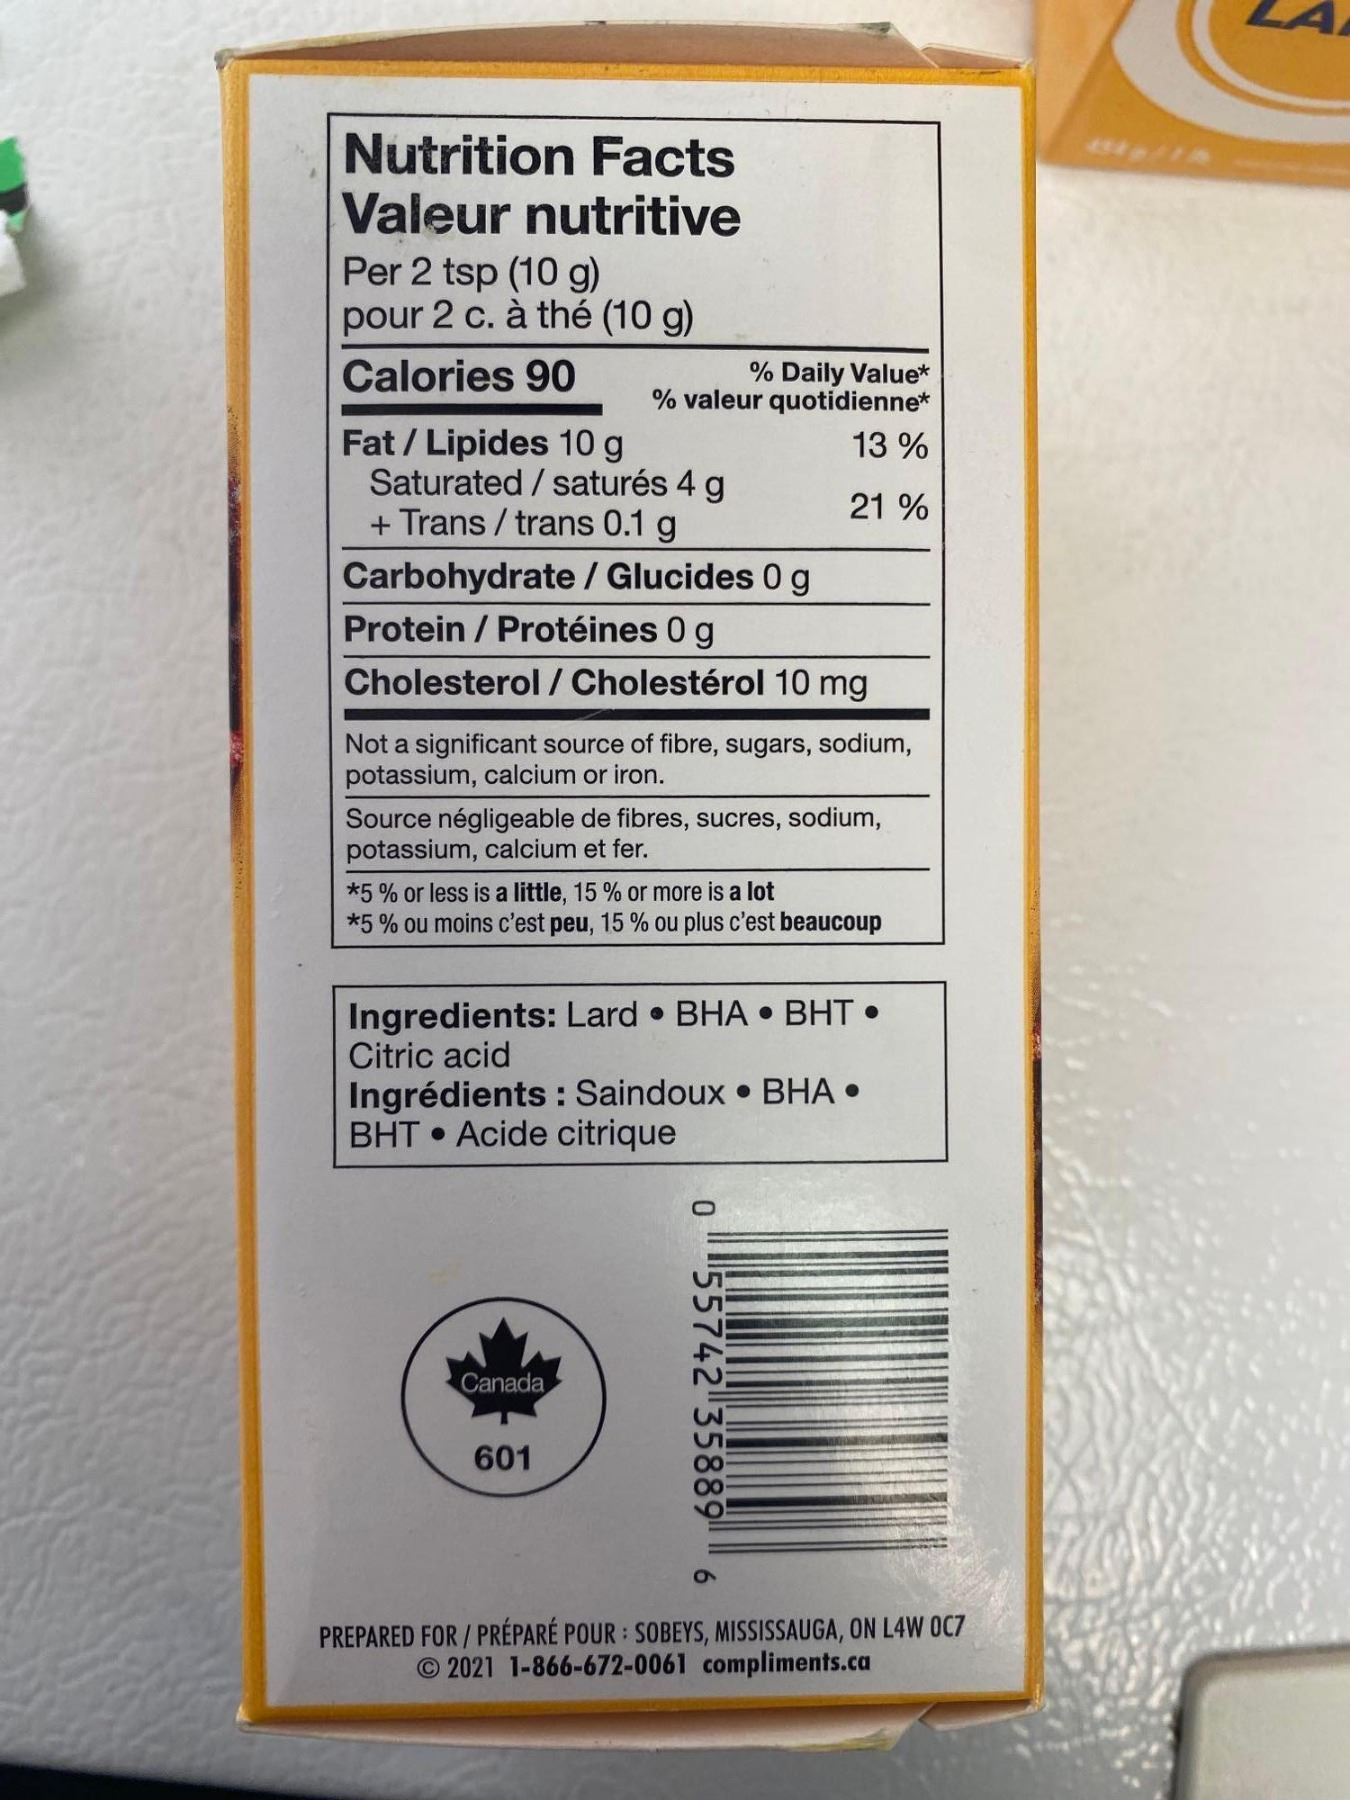 LA
Nutrition Facts
Valeur nutritive
Per 2 tsp (10 g)
pour 2 c. à thé (10 g)
Calories 90
% Daily Value*
% valeur quotidienne*
Fat / Lipides 10 g 13 %
Saturated / saturés 4 g
+ Trans / trans 0.1 g
21 %
Carbohydrate / Glucides 0 g
Protein / Protéines 0 g
Cholesterol / Cholestérol 10 mg
Not a significant source of fibre, sugars, sodium,
potassium, calcium or iron.
Source négligeable de fibres, sucres, sodium,
potassium, calcium et fer.
*5 % or less is a little, 15 % or more is a lot
*5 % ou moins c'est peu, 15 % ou plus c'est beaucoup
Ingredients: Lard • BHA • BHT •
Citric acid
Ingrédients : Saindoux • BHA •
BHT • Acide citrique
Canada
601
0 55742 35889 6
PREPARED FOR / PRÉPARÉ POUR : SOBEYS, MISSISSAUGA, ON L4W 0C7
© 2021 1-866-672-0061 compliments.ca